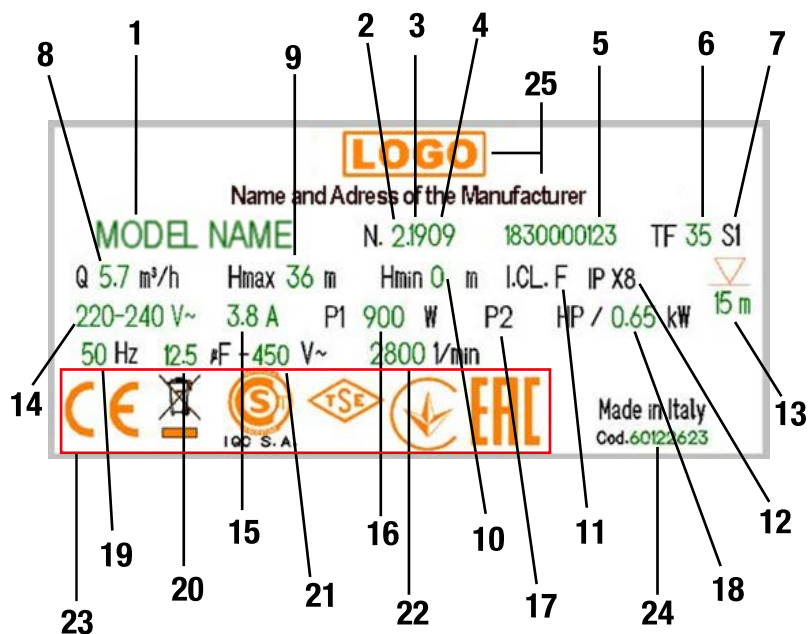 1 2 3 4 5 6 7
8 9 25
LOGO
Name and Adress of the Manufacturer
MODEL NAME N. 2.1909 1830000123 TF 35 S1
Q 5.7 m³/h Hmax 36 m Hmin 0 m I.CL. F IP X8
15 m
220-240 V~ 3.8 A P1 900 W P2 HP / 0.65 kW
50 Hz 12.5 µF - 450 V~ 2800 1/min
CE S IQC S.A. TSE EAC
Made in Italy
Cod.60122623
14 13
19 20 15 21 16 22 10 17 11 18 12
23 24